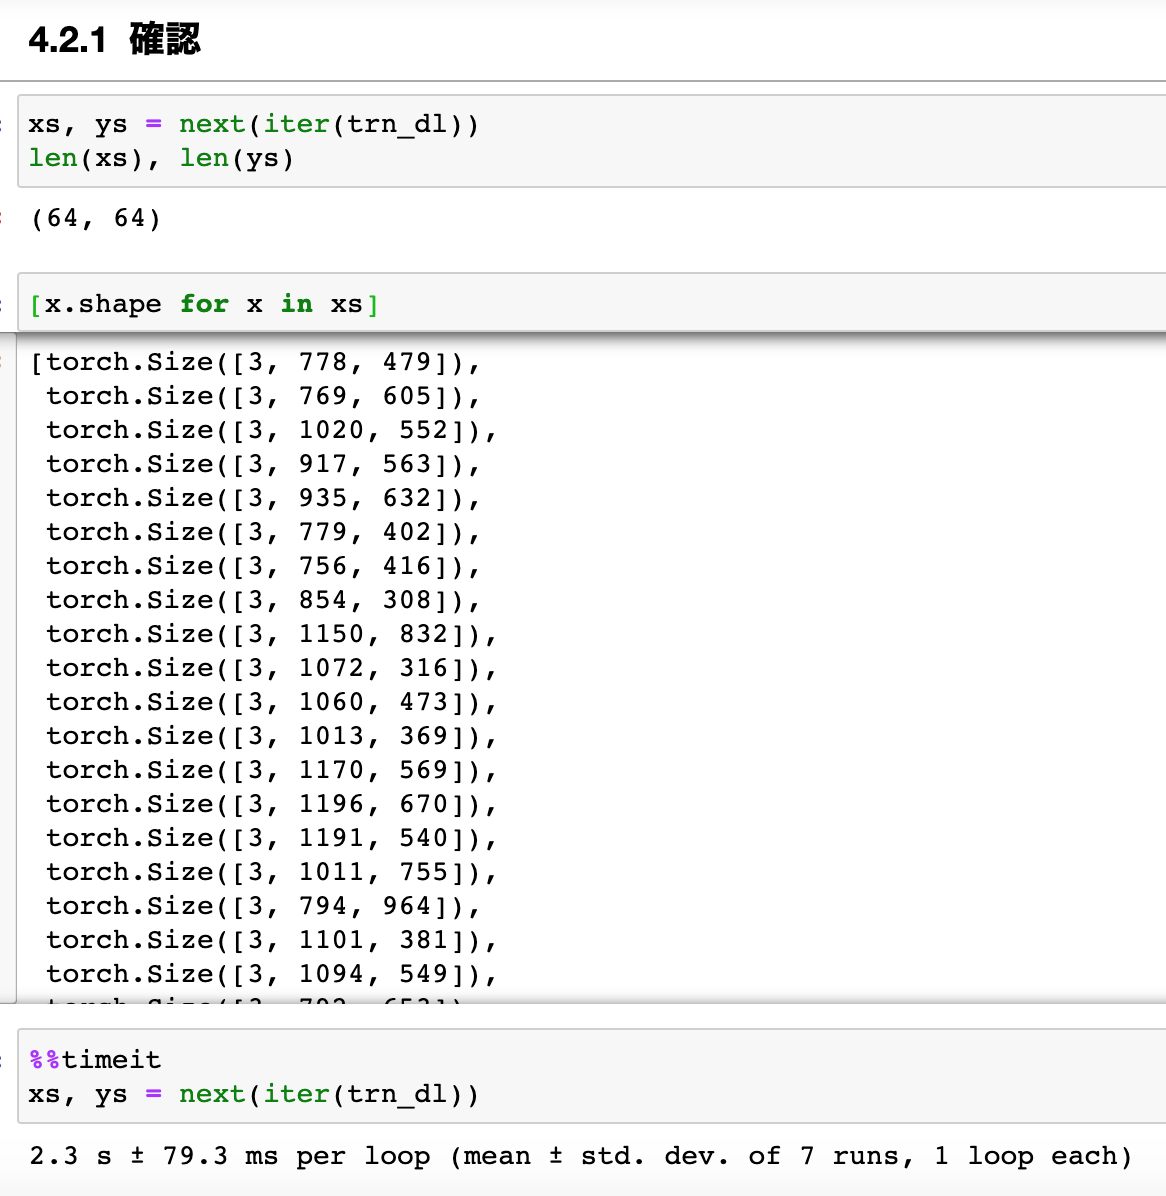 4.2.1 確認
xs, ys = next(iter(trn_dl))
len(xs), len(ys)
(64, 64)
[x.shape for x in xs]
[torch.Size([3, 778, 479]),
torch.Size([3, 769, 605]),
torch.Size([3, 1020, 552]),
torch.Size([3, 917, 563]),
torch.Size([3, 935, 632]),
torch.Size([3, 779, 402]),
torch.Size([3, 756, 416]),
torch.Size([3, 854, 308]),
torch.Size([3, 1150, 832]),
torch.Size([3, 1072, 316]),
torch.Size([3, 1060, 473]),
torch.Size([3, 1013, 369]),
torch.Size([3, 1170, 569]),
torch.Size([3, 1196, 670]),
torch.Size([3, 1191, 540]),
torch.Size([3, 1011, 755]),
torch.Size([3, 794, 964]),
torch.Size([3, 1101, 381]),
torch.Size([3, 1094, 549]),
%%timeit
xs, ys = next(iter(trn_dl))
2.3 s ± 79.3 ms per loop (mean ± std. dev. of 7 runs, 1 loop each)